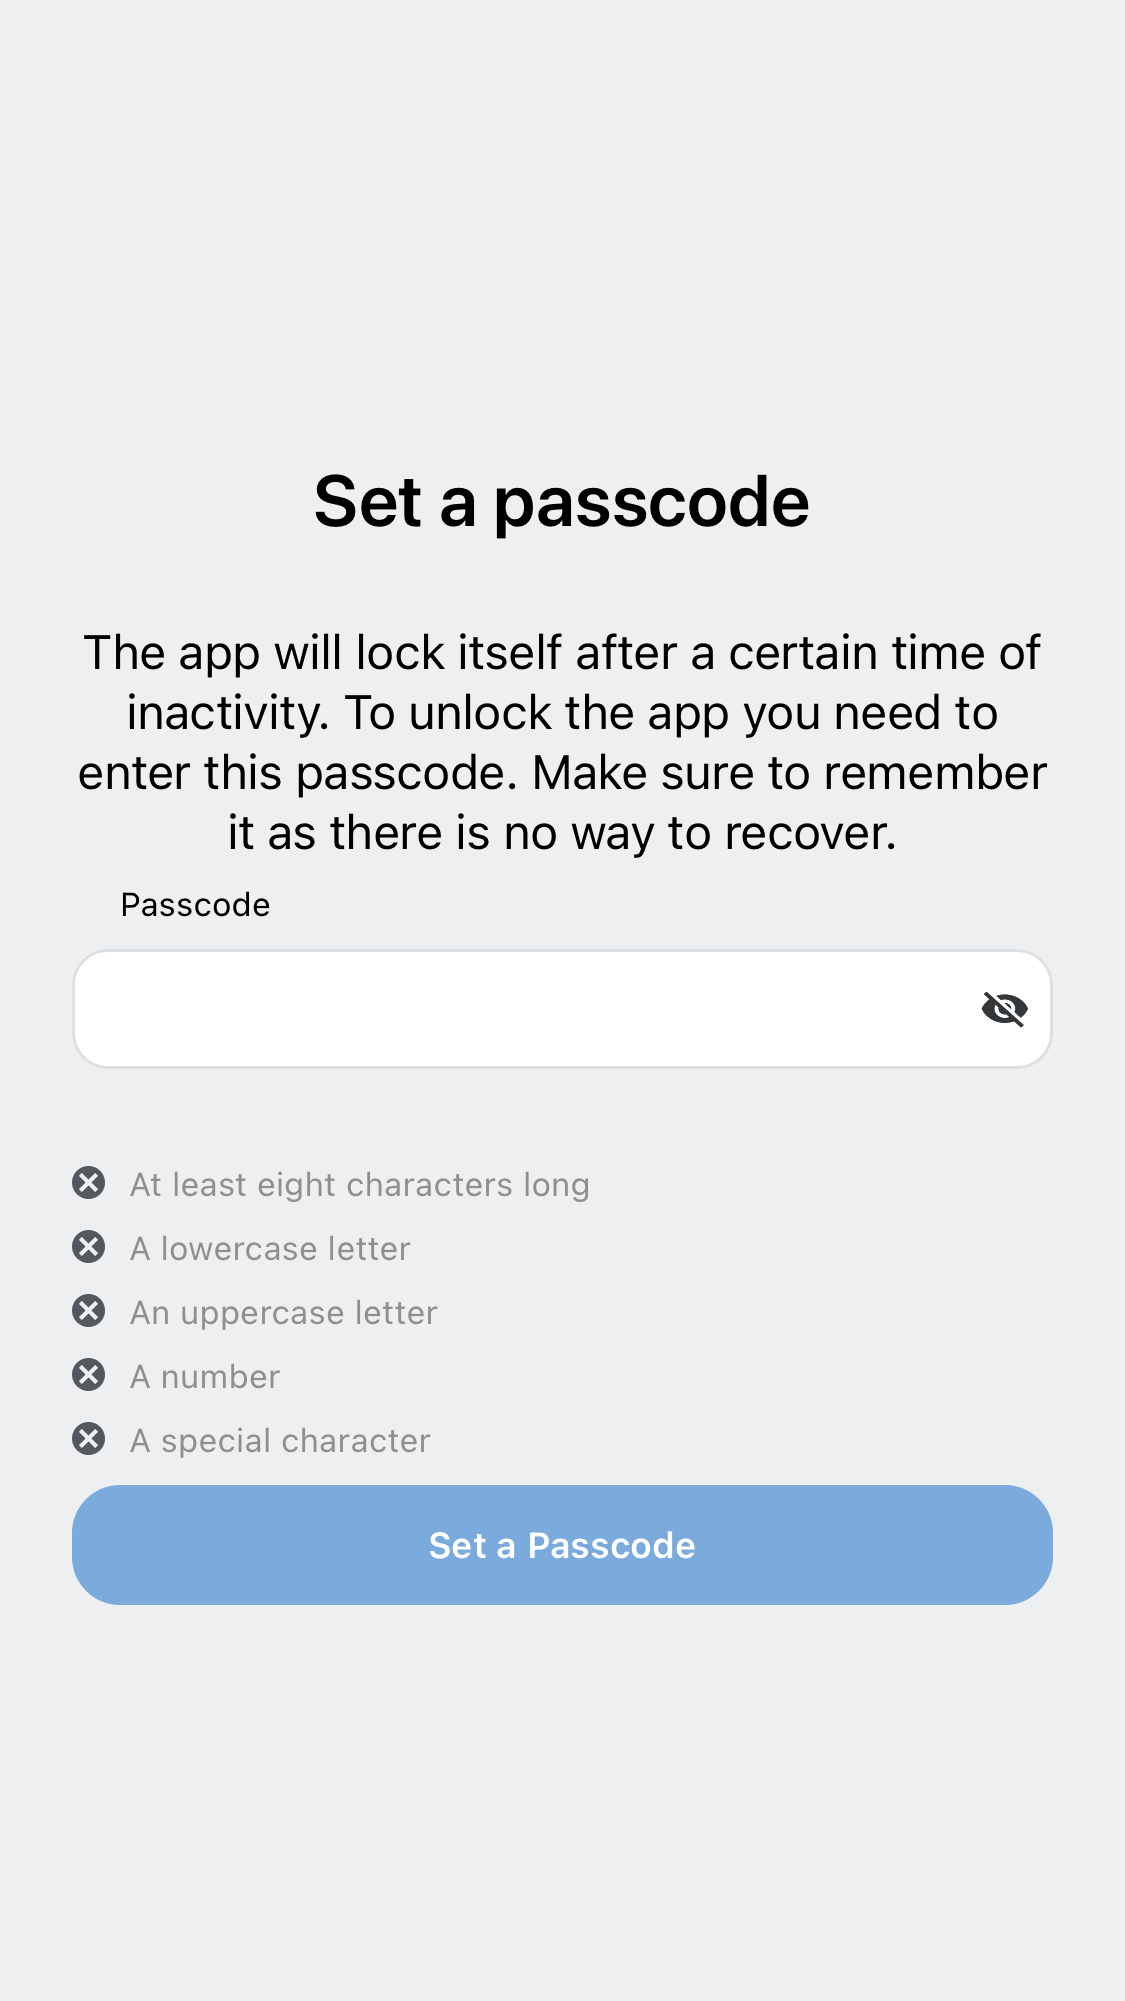 Set a passcode
The app will lock itself after a certain time of
inactivity. To unlock the app you need to
enter this passcode. Make sure to remember
it as there is no way to recover.
Passcode
At least eight characters long
A lowercase letter
An uppercase letter
A number
A special character
Set a Passcode